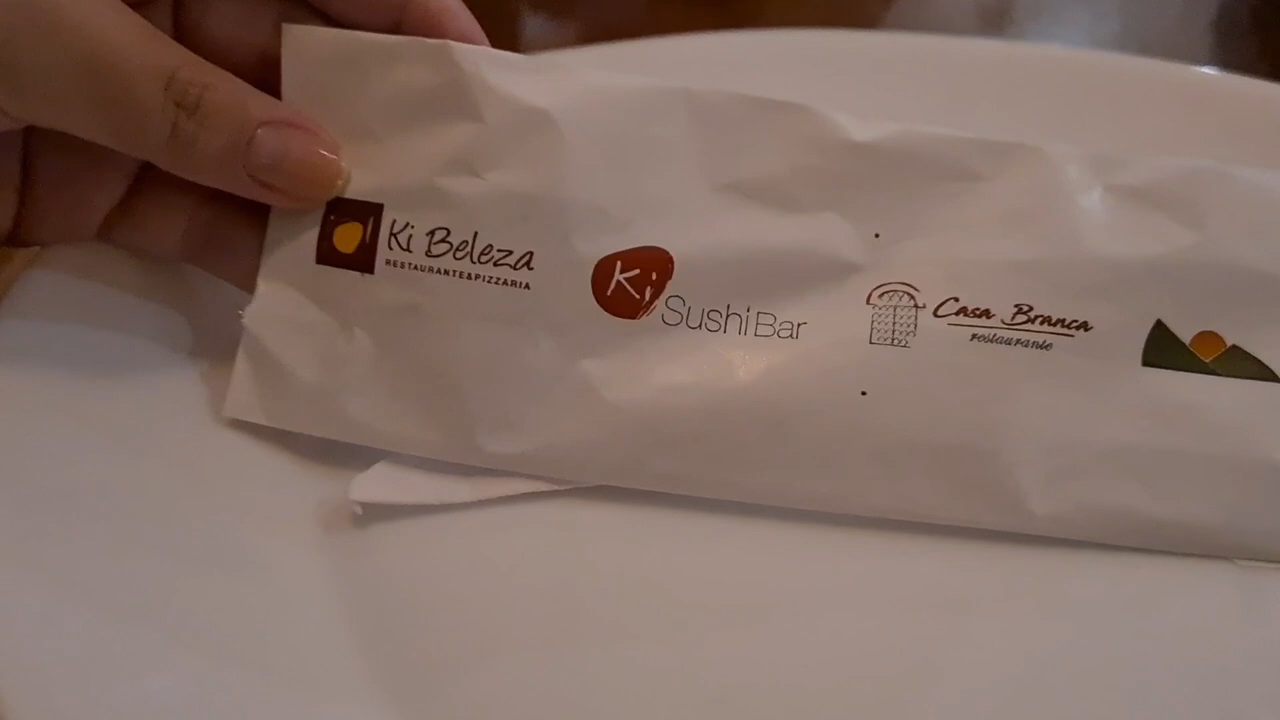 Ki Beleza
RESTAURANTE&PIZZARIA
Ki
SushiBar
Casa Branca
restaurante